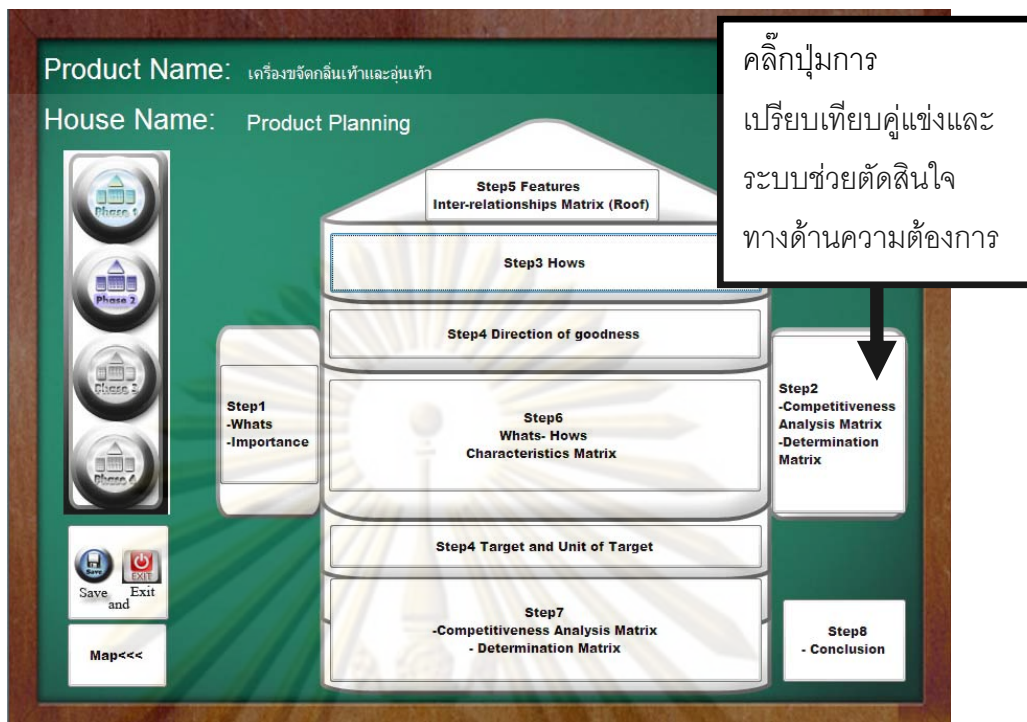 Product Name: เครื่องขจัดกลิ่นเท้าและอุ่นเท้า
House Name: Product Planning
คลิ๊กปุ่มการ
เปรียบเทียบคู่แข่งและ
ระบบช่วยตัดสินใจ
ทางด้านความต้องการ
Phase 1
Phase 2
Phase 3
Phase 4
Step5 Features
Inter-relationships Matrix (Roof)
Step3 Hows
Step4 Direction of goodness
Step1
-Whats
-Importance
Step6
Whats- Hows
Characteristics Matrix
Step2
-Competitiveness
Analysis Matrix
-Determination
Matrix
Step4 Target and Unit of Target
Step7
-Competitiveness Analysis Matrix
- Determination Matrix
Step8
- Conclusion
Save
EXIT
Save Exit
and
Map<<<